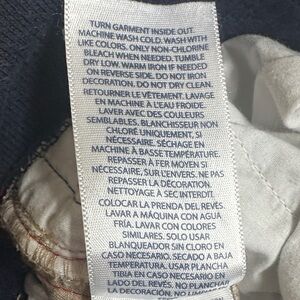 TURN GARMENT INSIDE OUT.
MACHINE WASH COLD. WASH WITH
LIKE COLORS. ONLY NON-CHLORINE
BLEACH WHEN NEEDED. TUMBLE
DRY LOW. WARM IRON IF NEEDED
ON REVERSE SIDE. DO NOT IRON
DECORATION. DO NOT DRY CLEAN.
RETOURNER LE VÊTEMENT. LAVAGE
EN MACHINE À L'EAU FROIDE.
LAVER AVEC DES COULEURS
SEMBLABLES. BLANCHISSEUR NON
CHLORÉ UNIQUEMENT, SI
NÉCESSAIRE. SÉCHAGE EN
MACHINE À BASSE TEMPÉRATURE.
REPASSER À FER MOYEN SI
NÉCESSAIRE, SUR L'ENVERS. NE PAS
REPASSER LA DÉCORATION.
NETTOYAGE À SEC INTERDIT.
COLOCAR LA PRENDA DEL REVÉS.
LAVAR A MÁQUINA CON AGUA
FRÍA. LAVAR CON COLORES
SIMILARES. SOLO USAR
BLANQUEADOR SIN CLORO EN
CASO NECESARIO. SECADO A BAJA
TEMPERATURA. USAR PLANCHA
TIBIA EN CASO NECESARIO EN
LADO DEL REVÉS. NO PLANCHAR
LA DECORACIÓN. NO